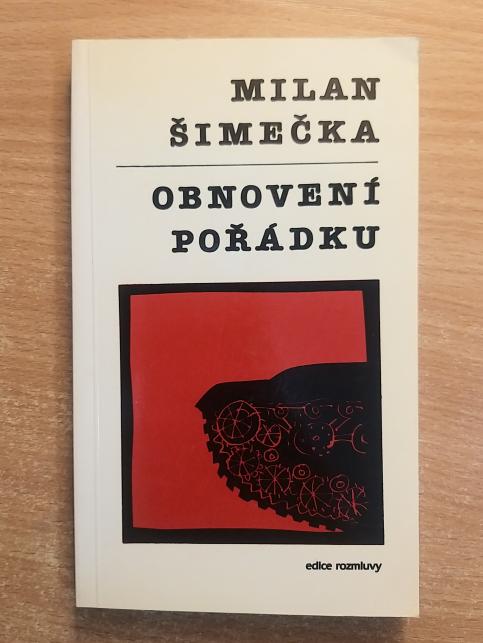 MILAN
ŠIMEČKA
OBNOVENÍ
POŘÁDKU
edice rozmluvy